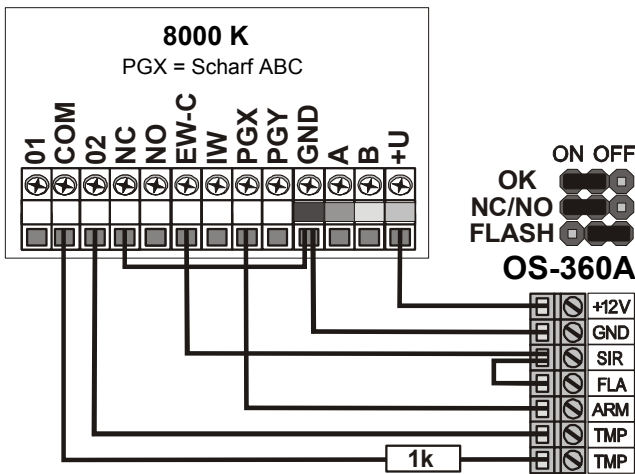 8000 K
PGX = Scharf ABC
01
COM
02
NC
NO
EW-C
IW
PGX
PGY
GND
A
B
+U
ON OFF
OK
NC/NO
FLASH
OS-360A
+12V
GND
SIR
FLA
ARM
TMP
TMP
1k